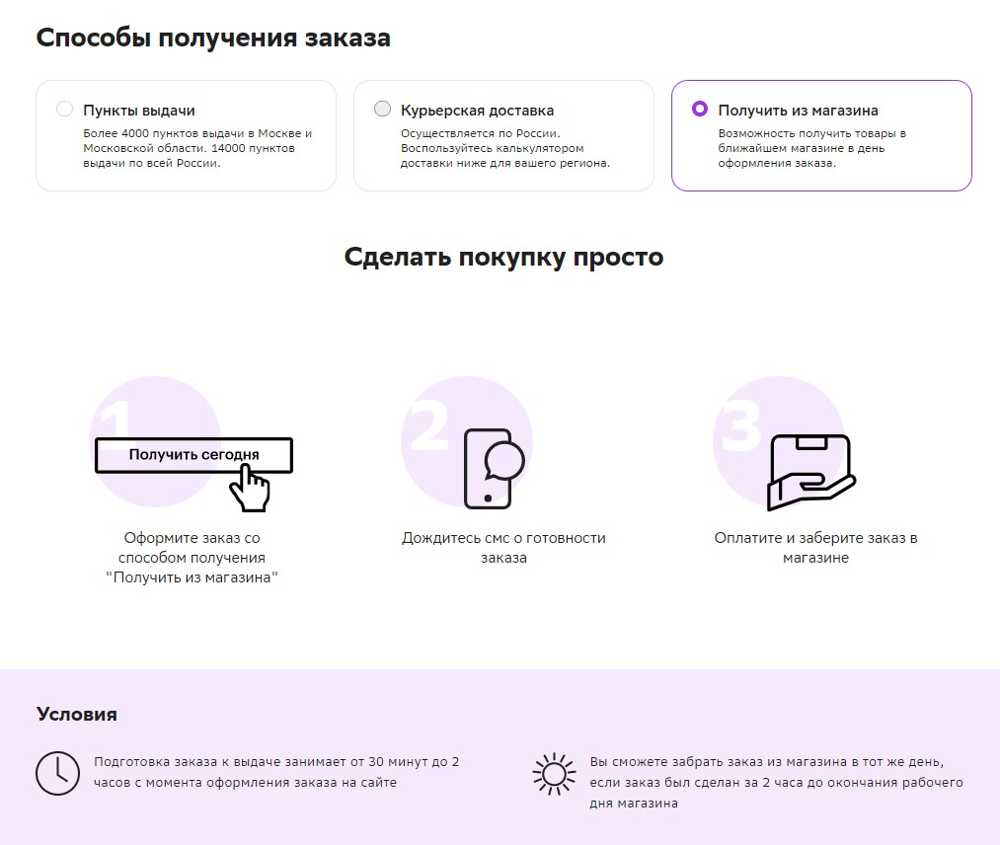 Способы получения заказа
Пункты выдачи
Более 4000 пунктов выдачи в Москве и
Московской области. 14000 пунктов
выдачи по всей России.
Курьерская доставка
Осуществляется по России.
Воспользуйтесь калькулятором
доставки ниже для вашего региона.
Получить из магазина
Возможность получить товары в
ближайшем магазине в день
оформления заказа.
Сделать покупку просто
1
Получить сегодня
Оформите заказ со
способом получения
"Получить из магазина"
2
Дождитесь смс о готовности
заказа
3
Оплатите и заберите заказ в
магазине
Условия
Подготовка заказа к выдаче занимает от 30 минут до 2
часов с момента оформления заказа на сайте
Вы сможете забрать заказ из магазина в тот же день,
если заказ был сделан за 2 часа до окончания рабочего
дня магазина